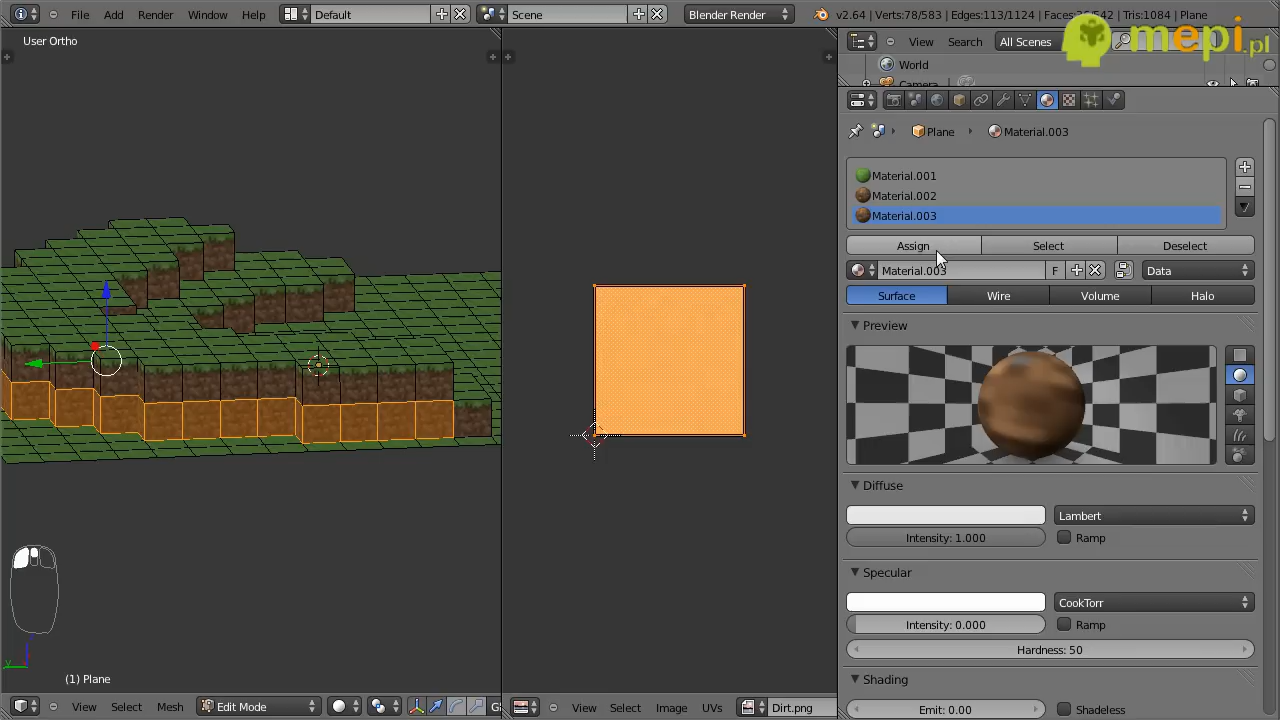 File Add Render Window Help Default Scene Blender Render v2.64 | Verts:78/583 | Edges:113/1124 | Tris:1084 | Plane
mepi.pl
User Ortho
View Search All Scenes
World
Camera
Plane Material.003
Material.001
Material.002
Material.003
Assign Select Deselect
Material.003 F Data
Surface Wire Volume Halo
Preview
Diffuse
Lambert
Intensity: 1.000 Ramp
Specular
CookTorr
Intensity: 0.000 Ramp
Hardness: 50
Shading
Emit: 0.00 Shadeless
y
(1) Plane
View Select Mesh Edit Mode
View Select Image UVs Dirt.png